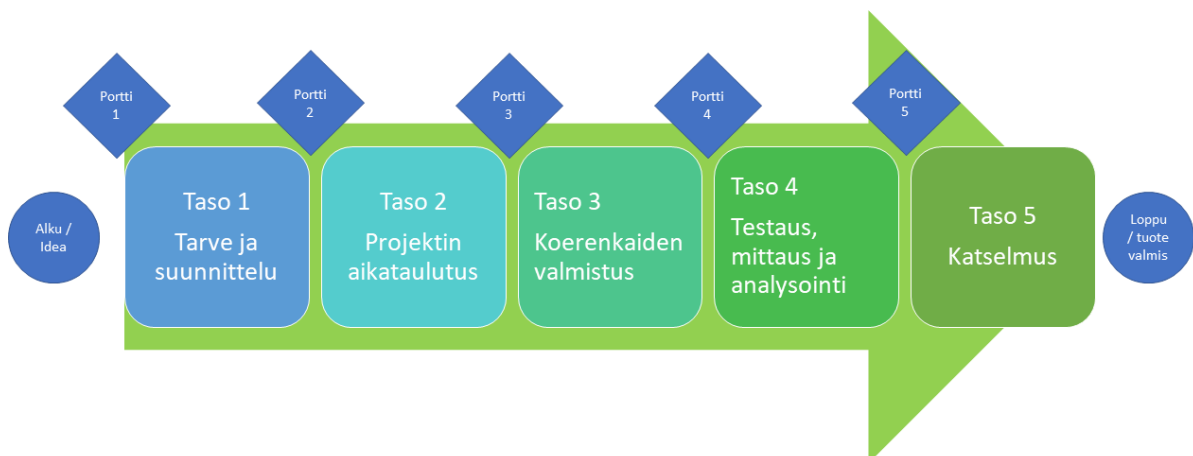 Portti
1
Portti
2
Portti
3
Portti
4
Portti
5
Alku /
Idea
Taso 1
Tarve ja
suunnittelu
Taso 2
Projektin
aikataulutus
Taso 3
Koerenkaiden
valmistus
Taso 4
Testaus,
mittaus ja
analysointi
Taso 5
Katselmus
Loppu
/ tuote
valmis